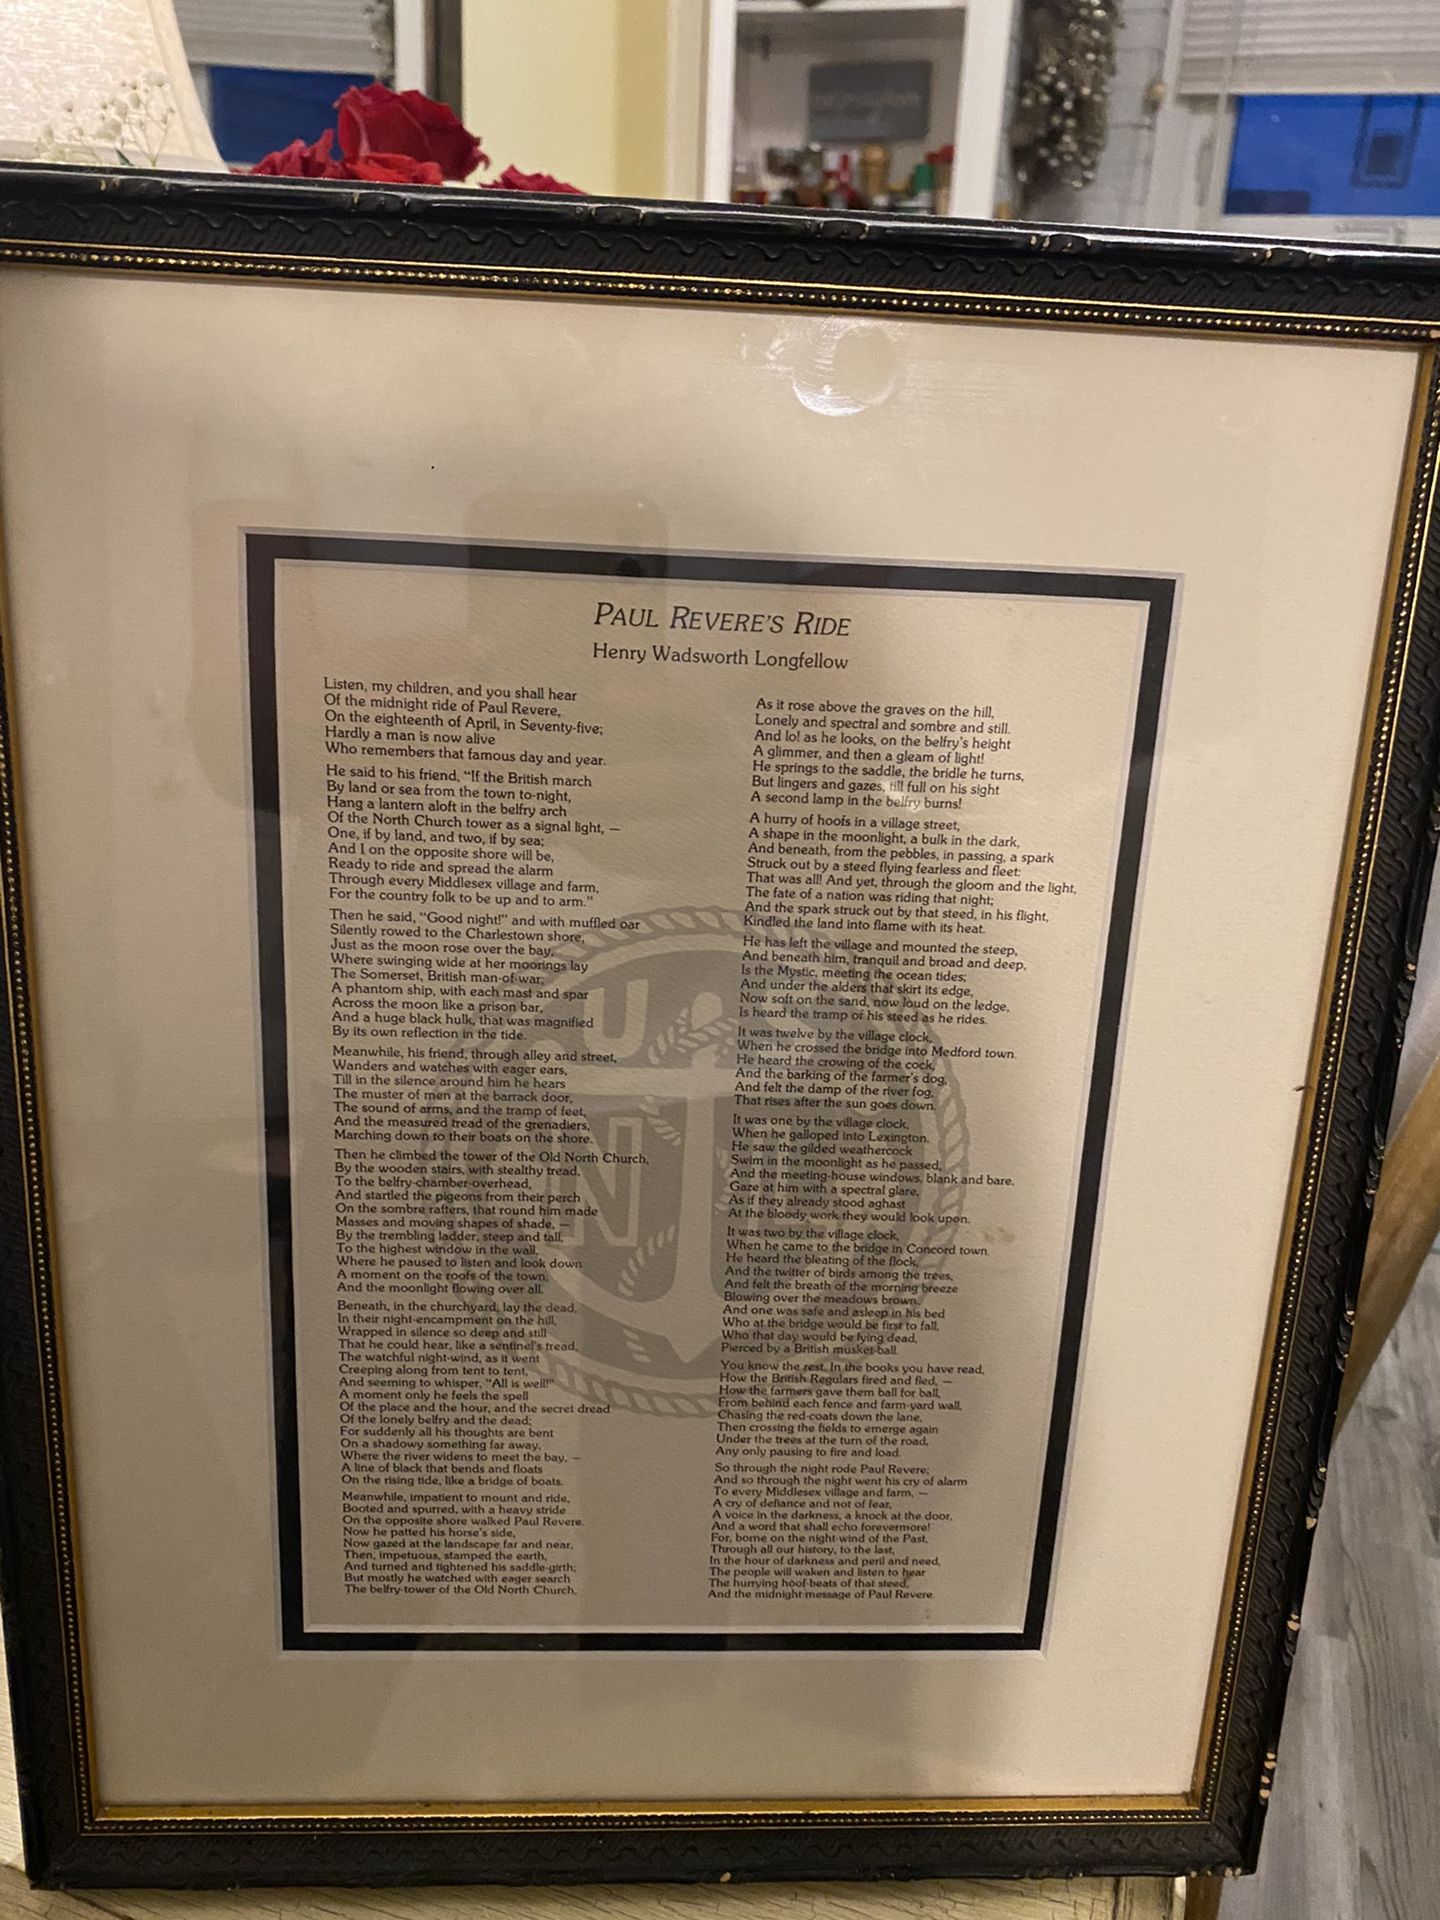 PAUL REVERE'S RIDE
Henry Wadsworth Longfellow
Listen, my children, and you shall hear
Of the midnight ride of Paul Revere,
On the eighteenth of April, in Seventy-five;
Hardly a man is now alive
Who remembers that famous day and year.
He said to his friend, “If the British march
By land or sea from the town to-night,
Hang a lantern aloft in the belfry arch
Of the North Church tower as a signal light, —
One, if by land, and two, if by sea;
And I on the opposite shore will be,
Ready to ride and spread the alarm
Through every Middlesex village and farm,
For the country folk to be up and to arm.”
Then he said, “Good night!” and with muffled oar
Silently rowed to the Charlestown shore,
Just as the moon rose over the bay,
Where swinging wide at her moorings lay
The Somerset, British man-of-war;
A phantom ship, with each mast and spar
Across the moon like a prison bar,
And a huge black hulk, that was magnified
By its own reflection in the tide.
Meanwhile, his friend, through alley and street,
Wanders and watches with eager ears,
Till in the silence around him he hears
The muster of men at the barrack door,
The sound of arms, and the tramp of feet,
And the measured tread of the grenadiers,
Marching down to their boats on the shore.
Then he climbed the tower of the Old North Church,
By the wooden stairs, with stealthy tread,
To the belfry-chamber-overhead,
And startled the pigeons from their perch
On the sombre rafters, that round him made
Masses and moving shapes of shade, —
By the trembling ladder, steep and tall,
To the highest window in the wall,
Where he paused to listen and look down
A moment on the roofs of the town,
And the moonlight flowing over all.
Beneath, in the churchyard, lay the dead,
In their night-encampment on the hill,
Wrapped in silence so deep and still
That he could hear, like a sentinel's tread,
The watchful night-wind, as it went
Creeping along from tent to tent,
And seeming to whisper, “All is well!”
A moment only he feels the spell
Of the place and the hour, and the secret dread
Of the lonely belfry and the dead;
For suddenly all his thoughts are bent
On a shadowy something far away,
Where the river widens to meet the bay, —
A line of black that bends and floats
On the rising tide, like a bridge of boats.
Meanwhile, impatient to mount and ride,
Booted and spurred, with a heavy stride
On the opposite shore walked Paul Revere.
Now he patted his horse's side,
Now gazed at the landscape far and near,
Then, impetuous, stamped the earth,
And turned and tightened his saddle-girth;
But mostly he watched with eager search
The belfry-tower of the Old North Church,
As it rose above the graves on the hill,
Lonely and spectral and sombre and still.
And lo! as he looks, on the belfry's height
A glimmer, and then a gleam of light!
He springs to the saddle, the bridle he turns,
But lingers and gazes, till full on his sight
A second lamp in the belfry burns!
A hurry of hoofs in a village street,
A shape in the moonlight, a bulk in the dark,
And beneath, from the pebbles, in passing, a spark
Struck out by a steed flying fearless and fleet:
That was all! And yet, through the gloom and the light,
The fate of a nation was riding that night;
And the spark struck out by that steed, in his flight,
Kindled the land into flame with its heat.
He has left the village and mounted the steep,
And beneath him, tranquil and broad and deep,
Is the Mystic, meeting the ocean tides;
And under the alders that skirt its edge,
Now soft on the sand, now loud on the ledge,
Is heard the tramp of his steed as he rides.
It was twelve by the village clock,
When he crossed the bridge into Medford town.
He heard the crowing of the cock,
And the barking of the farmer's dog,
And felt the damp of the river fog,
That rises after the sun goes down.
It was one by the village clock,
When he galloped into Lexington.
He saw the gilded weathercock
Swim in the moonlight as he passed,
And the meeting-house windows, blank and bare,
Gaze at him with a spectral glare,
As if they already stood aghast
At the bloody work they would look upon.
It was two by the village clock,
When he came to the bridge in Concord town.
He heard the bleating of the flock,
And the twitter of birds among the trees,
And felt the breath of the morning breeze
Blowing over the meadows brown.
And one was safe and asleep in his bed
Who at the bridge would be first to fall,
Who that day would be lying dead,
Pierced by a British musket-ball.
You know the rest. In the books you have read,
How the British Regulars fired and fled, —
How the farmers gave them ball for ball,
From behind each fence and farm-yard wall,
Chasing the red-coats down the lane,
Then crossing the fields to emerge again
Under the trees at the turn of the road,
Any only pausing to fire and load.
So through the night rode Paul Revere;
And so through the night went his cry of alarm
To every Middlesex village and farm, —
A cry of defiance and not of fear,
A voice in the darkness, a knock at the door,
And a word that shall echo forevermore!
For, borne on the night-wind of the Past,
Through all our history, to the last,
In the hour of darkness and peril and need,
The people will waken and listen to hear
The hurrying hoof-beats of that steed,
And the midnight message of Paul Revere.
U
N